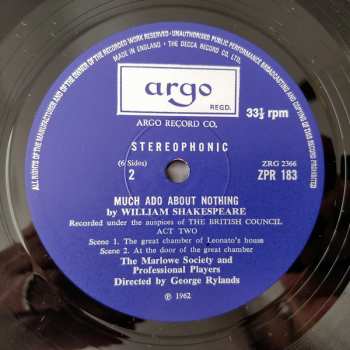 ALL RIGHTS OF THE MANUFACTURER AND OF THE OWNER OF THE RECORDED WORK RESERVED · UNAUTHORISED PUBLIC PERFORMANCE BROADCASTING AND COPYING OF THIS RECORD PROHIBITED
MADE IN ENGLAND · THE DECCA RECORD CO. LTD.
argo
REGD.
33⅓ rpm
ARGO RECORD CO.
STEREOPHONIC
(6 Sides)
2
ZRG 2366
ZPR 183
MUCH ADO ABOUT NOTHING
by WILLIAM SHAKESPEARE
Recorded under the auspices of THE BRITISH COUNCIL
ACT TWO
Scene 1. The great chamber of Leonato's house
Scene 2. At the door of the great chamber
The Marlowe Society and
Professional Players
Directed by George Rylands
℗ 1962